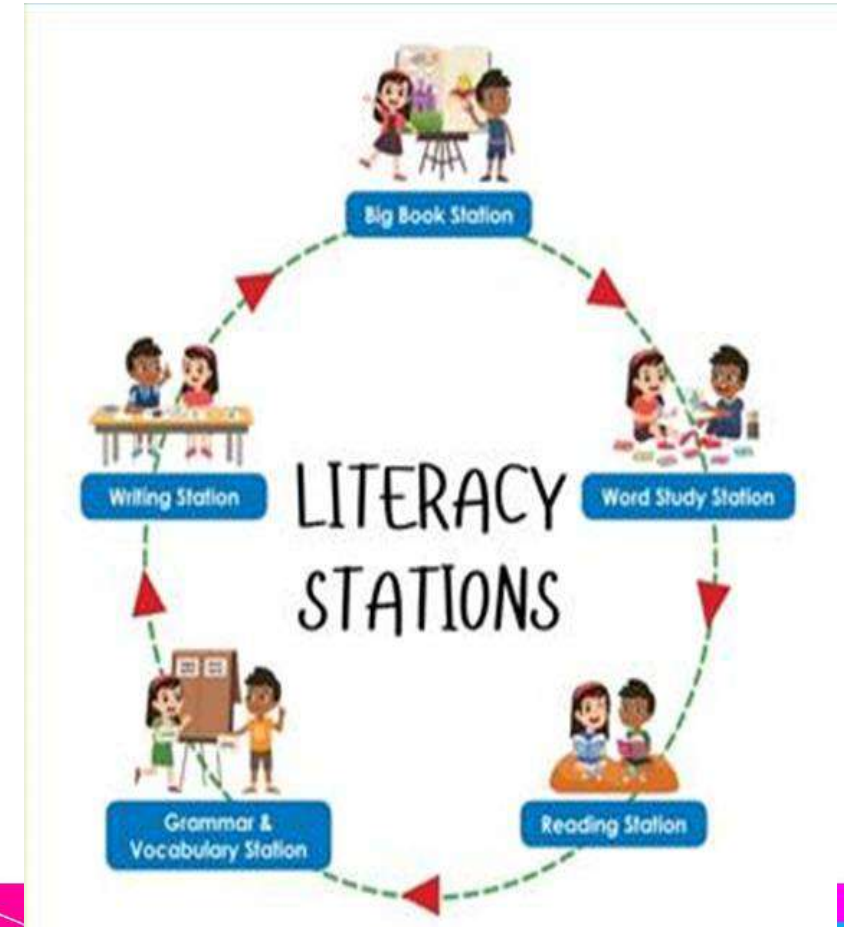 Big Book Station
Writing Station
LITERACY
Word Study Station
STATIONS
Grammar &
Vocabulary Station
Reading Station